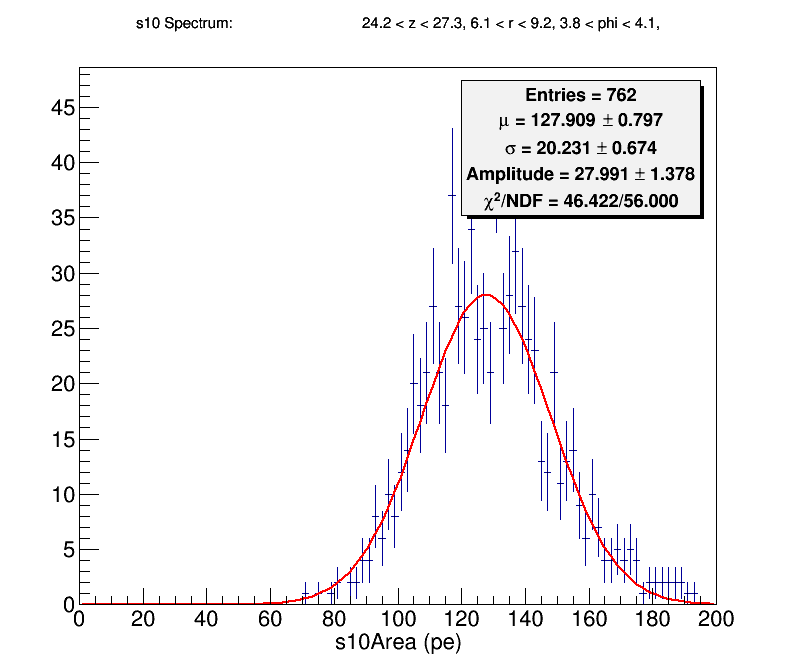 s10 Spectrum: 24.2 < z < 27.3, 6.1 < r < 9.2, 3.8 < phi < 4.1,
Entries = 762
μ = 127.909 ± 0.797
σ = 20.231 ± 0.674
Amplitude = 27.991 ± 1.378
χ²/NDF = 46.422/56.000
45
40
35
30
25
20
15
10
5
0
0 20 40 60 80 100 120 140 160 180 200
s10Area (pe)